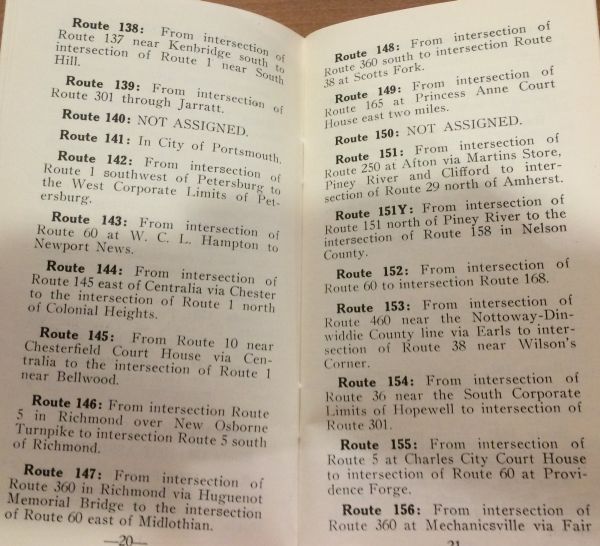 Route 138: From intersection of
Route 137 near Kenbridge south to
intersection of Route 1 near South
Hill.
Route 139: From intersection of
Route 301 through Jarratt.
Route 140: NOT ASSIGNED.
Route 141: In City of Portsmouth.
Route 142: From intersection of
Route 1 southwest of Petersburg to
the West Corporate Limits of Pet-
ersburg.
Route 143: From intersection of
Route 60 at W. C. L. Hampton to
Newport News.
Route 144: From intersection of
Route 145 east of Centralia via Chester
to the intersection of Route 1 north
of Colonial Heights.
Route 145: From Route 10 near
Chesterfield Court House via Cen-
tralia to the intersection of Route 1
near Bellwood.
Route 146: From intersection Route
5 in Richmond over New Osborne
Turnpike to intersection Route 5 south
of Richmond.
Route 147: From intersection of
Route 360 in Richmond via Huguenot
Memorial Bridge to the intersection
of Route 60 east of Midlothian.
—20—
Route 148: From intersection of
Route 360 south to intersection Route
38 at Scotts Fork.
Route 149: From intersection of
Route 165 at Princess Anne Court
House east two miles.
Route 150: NOT ASSIGNED.
Route 151: From intersection of
Route 250 at Afton via Martins Store,
Piney River and Clifford to inter-
section of Route 29 north of Amherst.
Route 151Y: From intersection of
Route 151 north of Piney River to the
intersection of Route 158 in Nelson
County.
Route 152: From intersection of
Route 60 to intersection Route 168.
Route 153: From intersection of
Route 460 near the Nottoway-Din-
widdie County line via Earls to inter-
section of Route 38 near Wilson's
Corner.
Route 154: From intersection of
Route 36 near the South Corporate
Limits of Hopewell to intersection of
Route 301.
Route 155: From intersection of
Route 5 at Charles City Court House
to intersection of Route 60 at Provi-
dence Forge.
Route 156: From intersection of
Route 360 at Mechanicsville via Fair
21